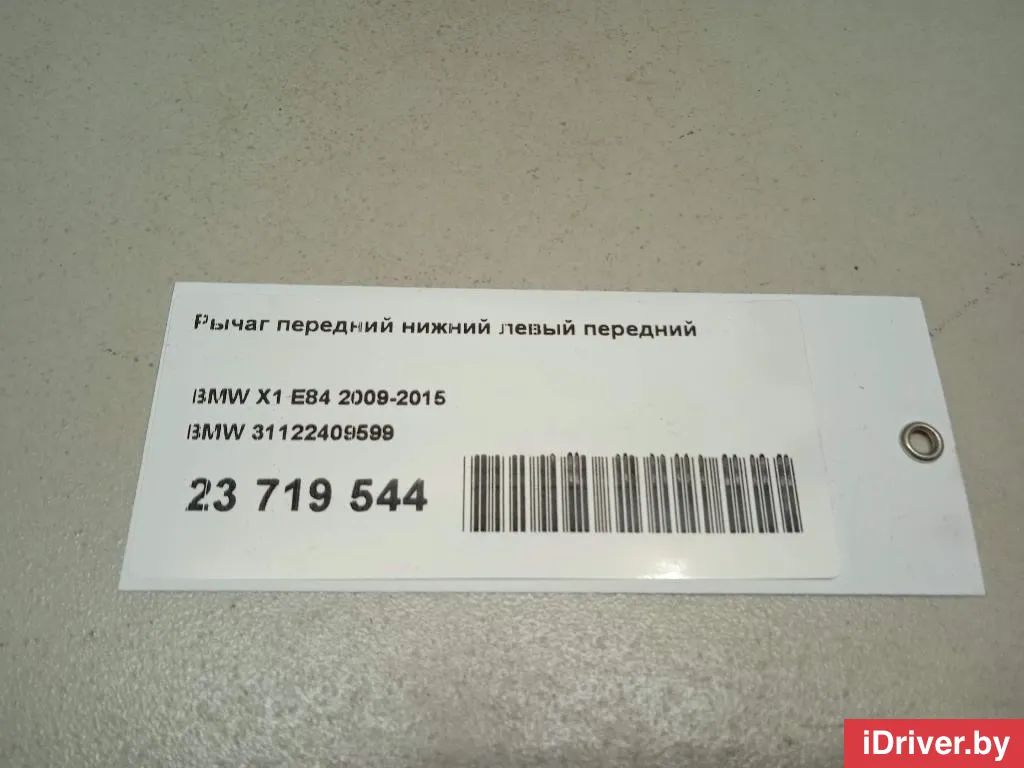 Рычаг передний нижний левый передний
BMW X1 E84 2009-2015
BMW 31122409599
23 719 544
iDriver.by